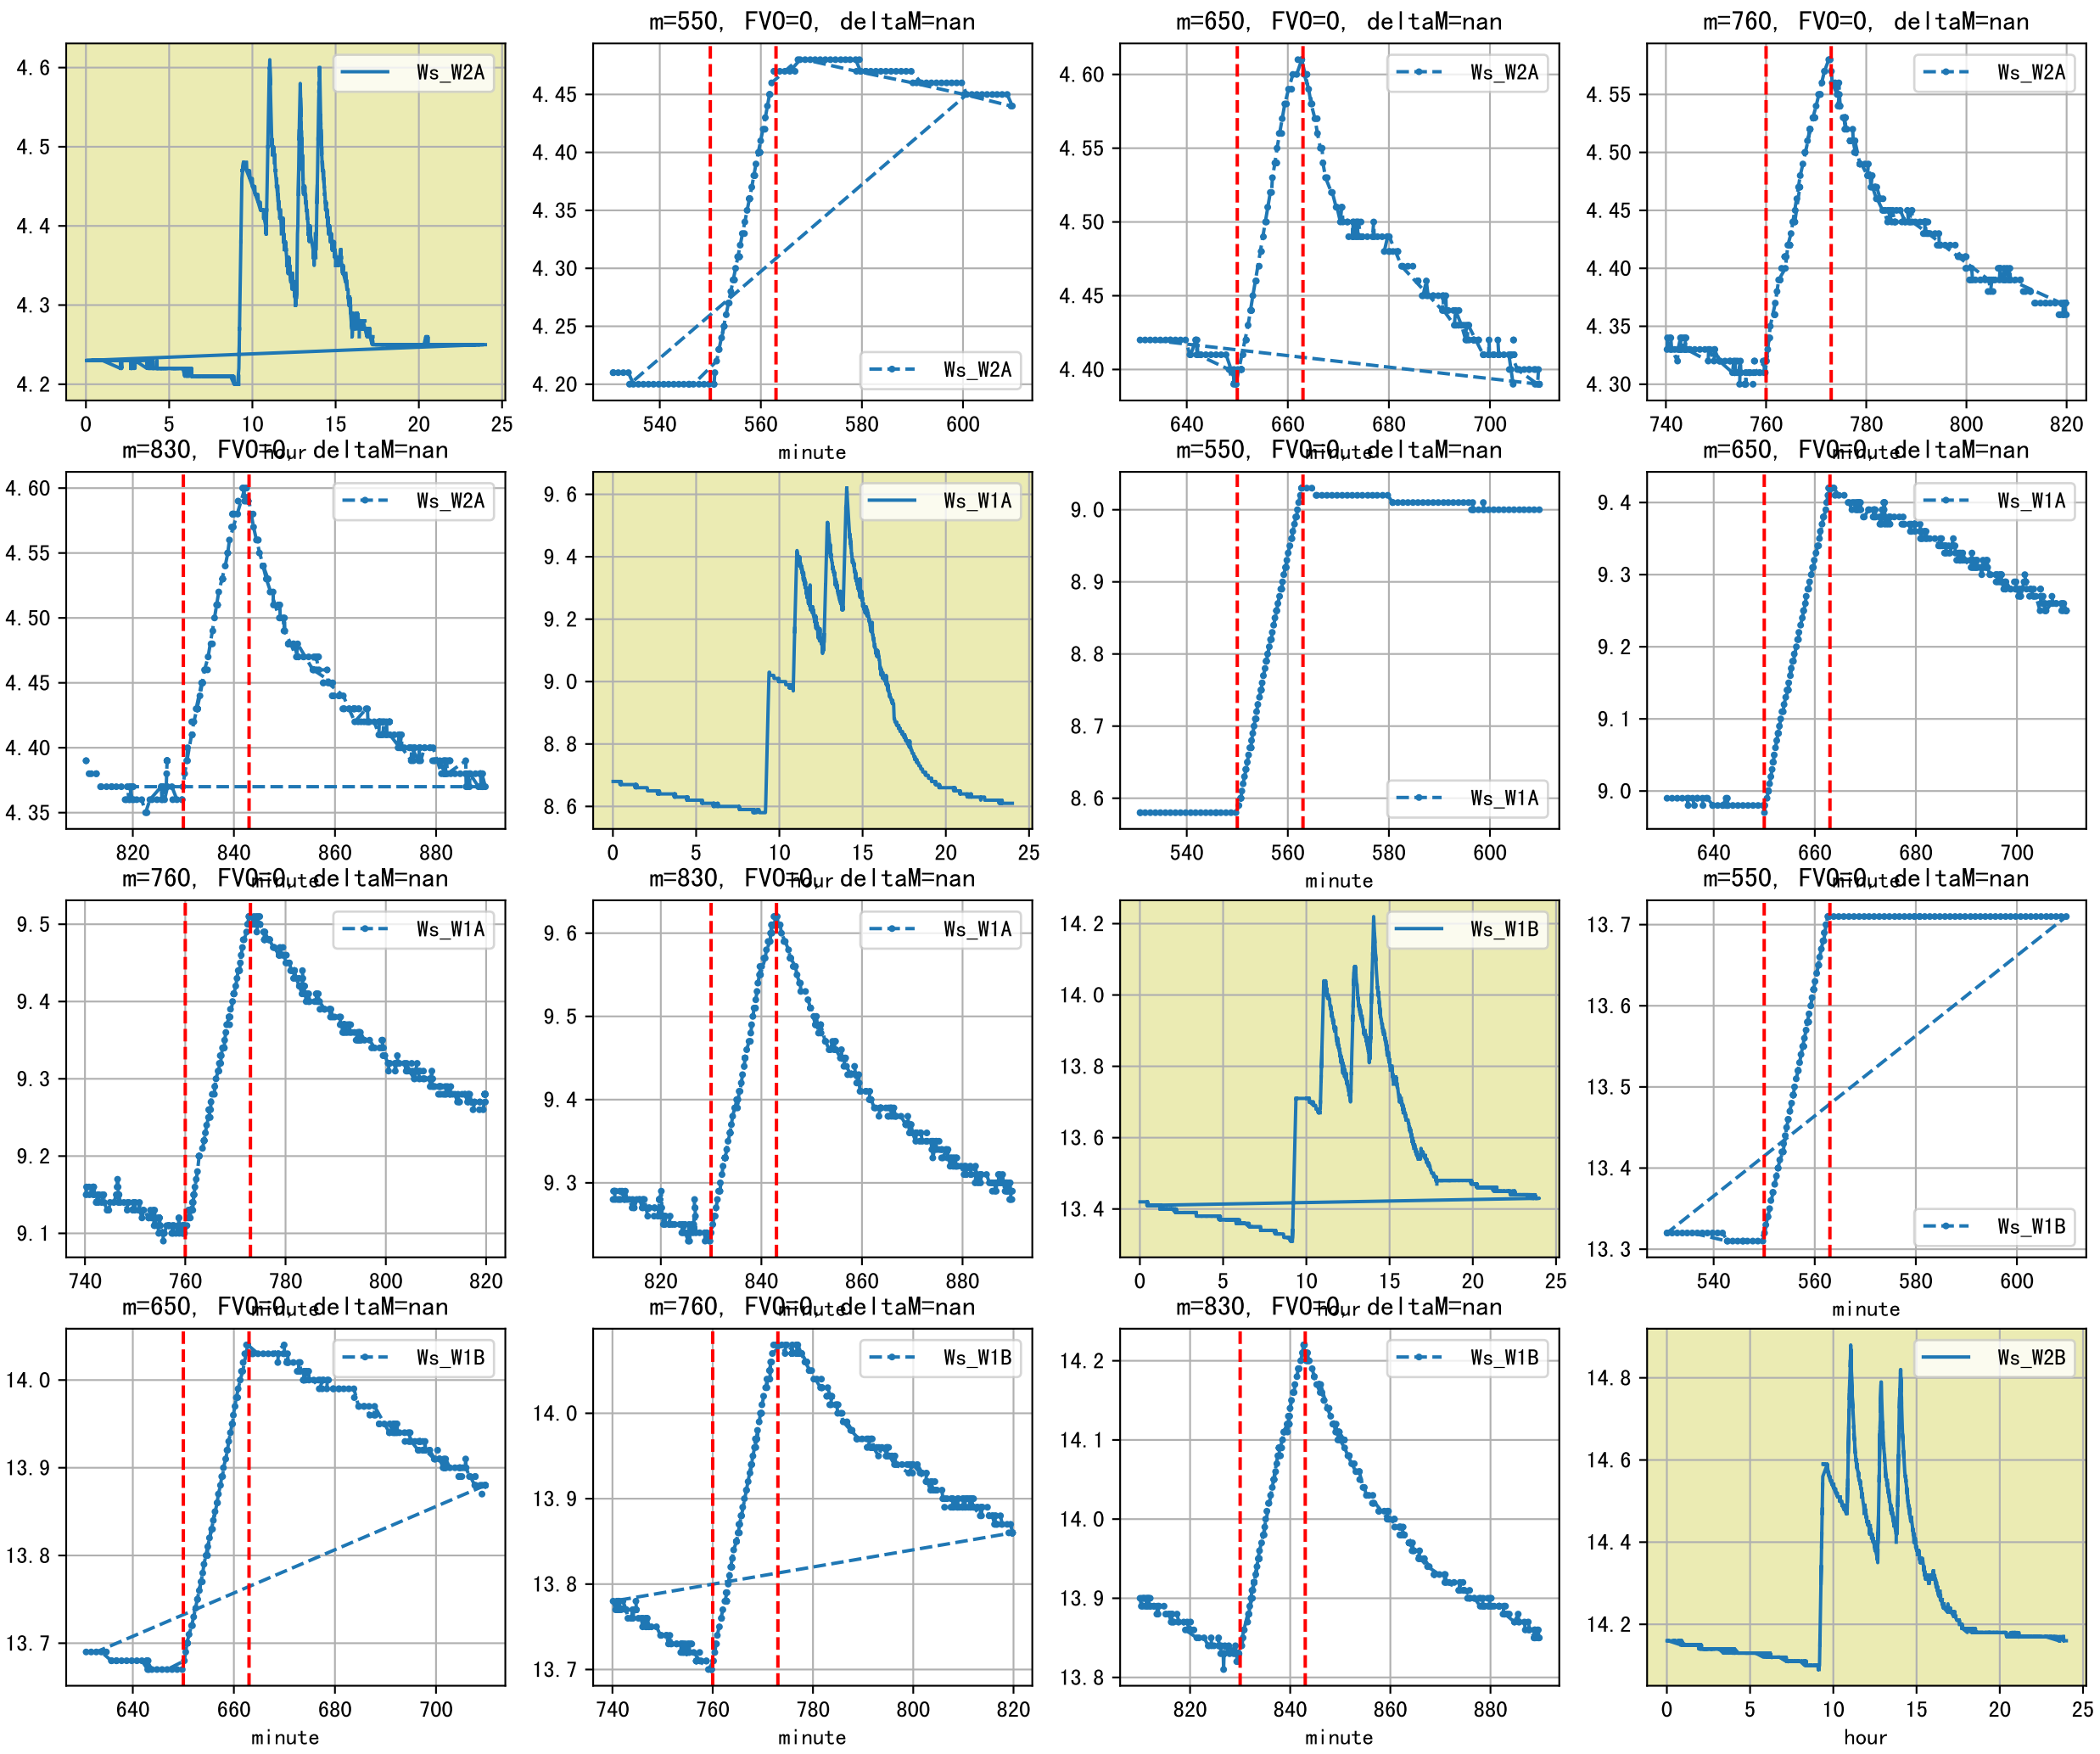 m=550, FV0=0, deltaM=nan
m=650, FV0=0, deltaM=nan
m=760, FV0=0, deltaM=nan
4.6
4.5
4.4
4.3
4.2
Ws_W2A
0 5 10 15 20 25
hour
4.45
4.40
4.35
4.30
4.25
4.20
Ws_W2A
540 560 580 600
minute
4.60
4.55
4.50
4.45
4.40
Ws_W2A
640 660 680 700
minute
4.55
4.50
4.45
4.40
4.35
4.30
Ws_W2A
740 760 780 800 820
minute
m=830, FV0=0, deltaM=nan
m=550, FV0=0, deltaM=nan
m=650, FV0=0, deltaM=nan
4.60
4.55
4.50
4.45
4.40
4.35
Ws_W2A
820 840 860 880
minute
9.6
9.4
9.2
9.0
8.8
8.6
Ws_W1A
0 5 10 15 20 25
hour
9.0
8.9
8.8
8.7
8.6
Ws_W1A
540 560 580 600
minute
9.4
9.3
9.2
9.1
9.0
Ws_W1A
640 660 680 700
minute
m=760, FV0=0, deltaM=nan
m=830, FV0=0, deltaM=nan
m=550, FV0=0, deltaM=nan
9.5
9.4
9.3
9.2
9.1
Ws_W1A
740 760 780 800 820
minute
9.6
9.5
9.4
9.3
Ws_W1A
820 840 860 880
minute
14.2
14.0
13.8
13.6
13.4
Ws_W1B
0 5 10 15 20 25
hour
13.7
13.6
13.5
13.4
13.3
Ws_W1B
540 560 580 600
minute
m=650, FV0=0, deltaM=nan
m=760, FV0=0, deltaM=nan
m=830, FV0=0, deltaM=nan
14.0
13.9
13.8
13.7
Ws_W1B
640 660 680 700
minute
14.0
13.9
13.8
13.7
Ws_W1B
740 760 780 800 820
minute
14.2
14.1
14.0
13.9
13.8
Ws_W1B
820 840 860 880
minute
14.8
14.6
14.4
14.2
Ws_W2B
0 5 10 15 20 25
hour